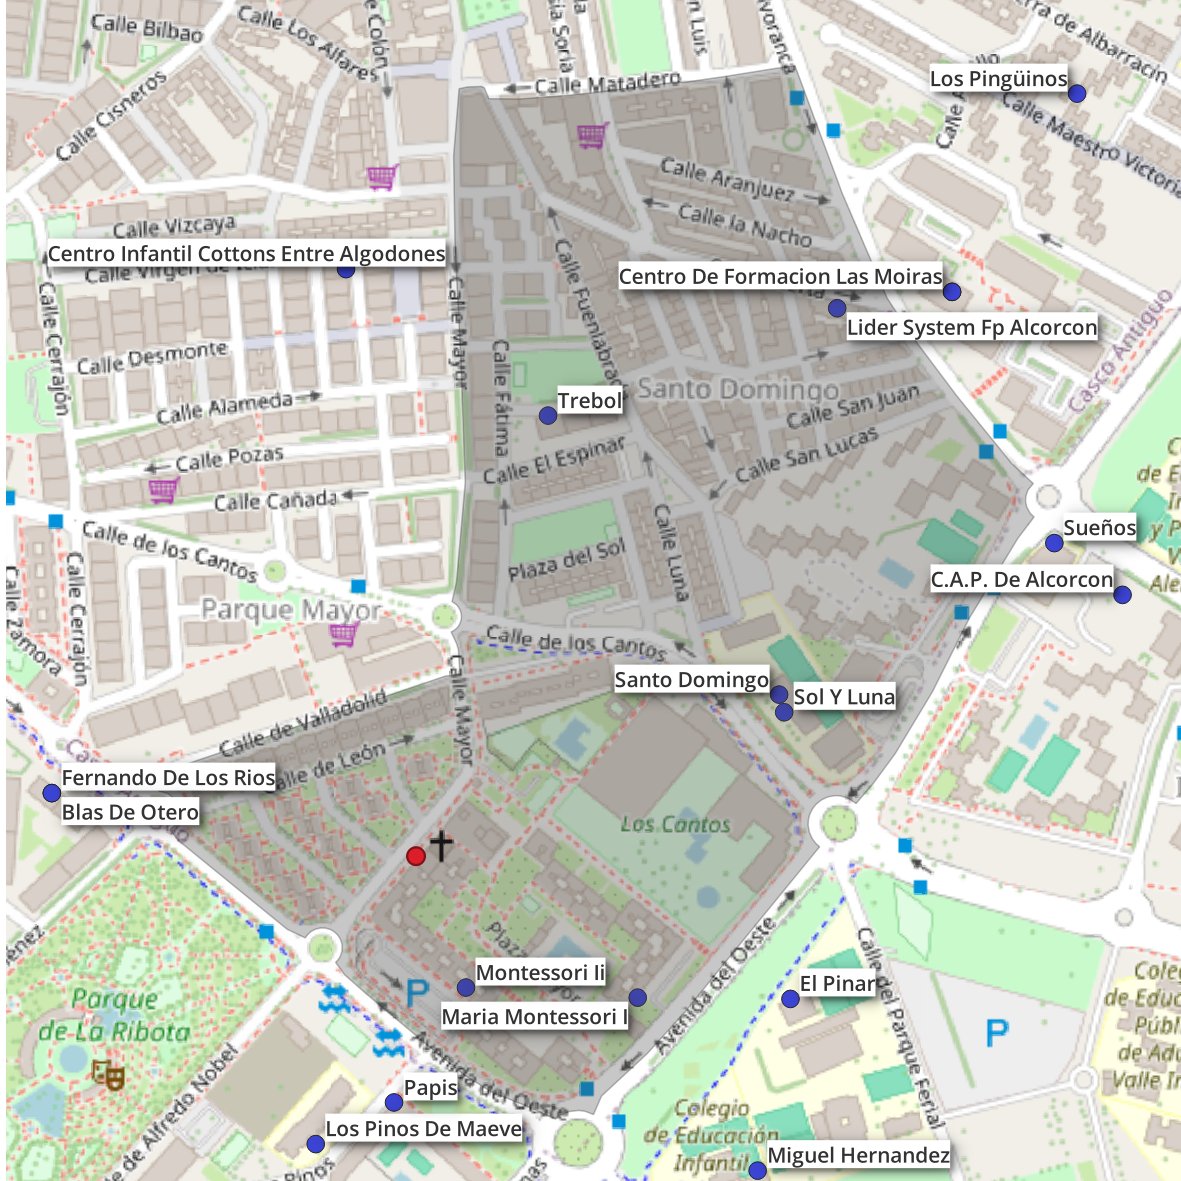 Calle Bilbao
Calle Los Alfares
Calle Cisneros
Calle Matadero
Los Pingüinos
Calle Maestro Victoria
Calle Vizcaya
Calle Aranjuez
Calle la Nacho
Centro Infantil Cottons Entre Algodones
Centro De Formacion Las Moiras
Lider System Fp Alcorcon
Calle Cerrajón
Calle Mayor
Calle Fuenlabrada
Calle Fátima
Casco Antiguo
Calle Desmonte
Santo Domingo
Calle Alameda
Trebol
Calle San Juan
Calle San Lucas
Calle Pozas
Calle El Espinar
Calle Cañada
Calle de los Cantos
Calle Luna
Plaza del Sol
Sueños
C.A.P. De Alcorcon
Calle Zamora
Calle Cerrajón
Parque Mayor
Calle de los Cantos
Calle Mayor
Santo Domingo
Sol Y Luna
Calle de Valladolid
Calle de León
Fernando De Los Rios
Blas De Otero
Los Cantos
Montessori Ii
Maria Montessori I
P
Avenida del Oeste
Avenida del Oeste
El Pinar
Calle del Parque Ferial
P
Parque
de La Ribota
de Alfredo Nobel
Papis
Los Pinos De Maeve
Colegio
de Educación
Infantil
Miguel Hernandez